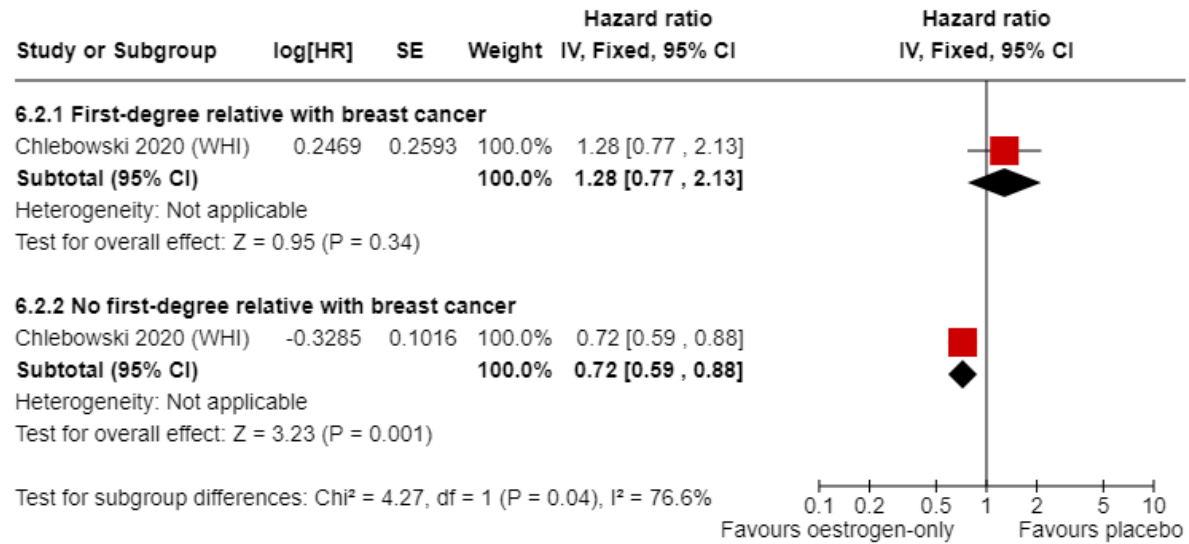 Hazard ratio Hazard ratio
Study or Subgroup log[HR] SE Weight IV, Fixed, 95% CI IV, Fixed, 95% CI
6.2.1 First-degree relative with breast cancer
Chlebowski 2020 (WHI) 0.2469 0.2593 100.0% 1.28 [0.77 , 2.13]
Subtotal (95% CI) 100.0% 1.28 [0.77 , 2.13]
Heterogeneity: Not applicable
Test for overall effect: Z = 0.95 (P = 0.34)
6.2.2 No first-degree relative with breast cancer
Chlebowski 2020 (WHI) -0.3285 0.1016 100.0% 0.72 [0.59 , 0.88]
Subtotal (95% CI) 100.0% 0.72 [0.59 , 0.88]
Heterogeneity: Not applicable
Test for overall effect: Z = 3.23 (P = 0.001)
Test for subgroup differences: Chi² = 4.27, df = 1 (P = 0.04), I² = 76.6%
0.1 0.2 0.5 1 2 5 10
Favours oestrogen-only Favours placebo